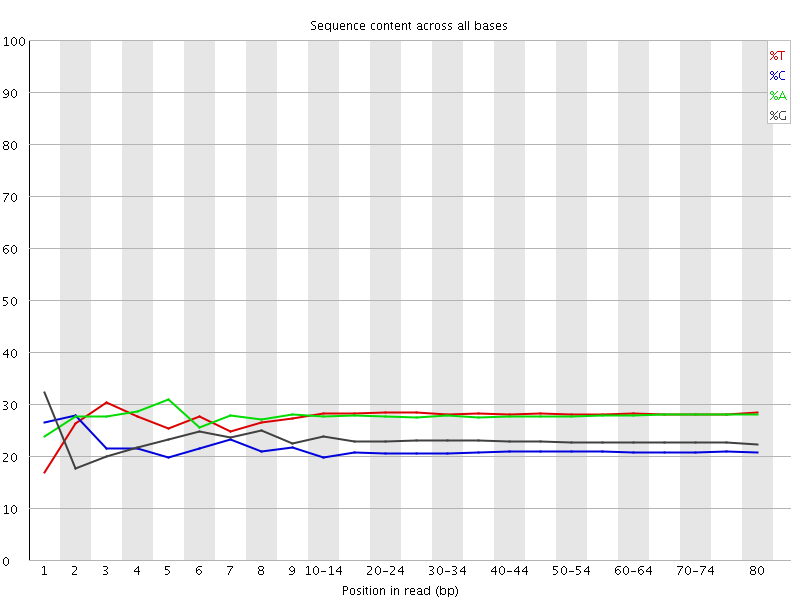 Sequence content across all bases
100
90
80
70
60
50
40
30
20
10
0
%T
%C
%A
%G
1 2 3 4 5 6 7 8 9 10-14 20-24 30-34 40-44 50-54 60-64 70-74 80
Position in read (bp)